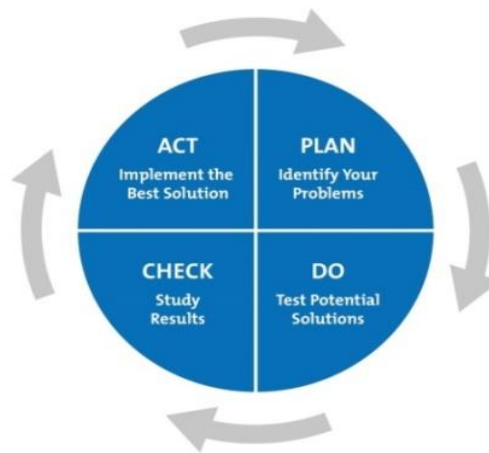 ACT
Implement the
Best Solution
PLAN
Identify Your
Problems
CHECK
Study
Results
DO
Test Potential
Solutions